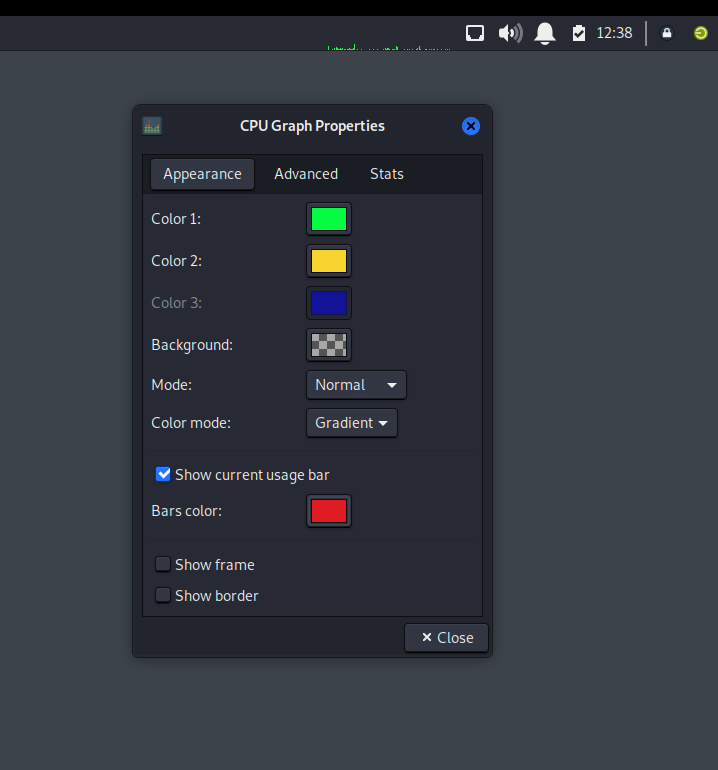 12:38
CPU Graph Properties
Appearance Advanced Stats
Color 1:
Color 2:
Color 3:
Background:
Mode: Normal
Color mode: Gradient
Show current usage bar
Bars color:
Show frame
Show border
Close